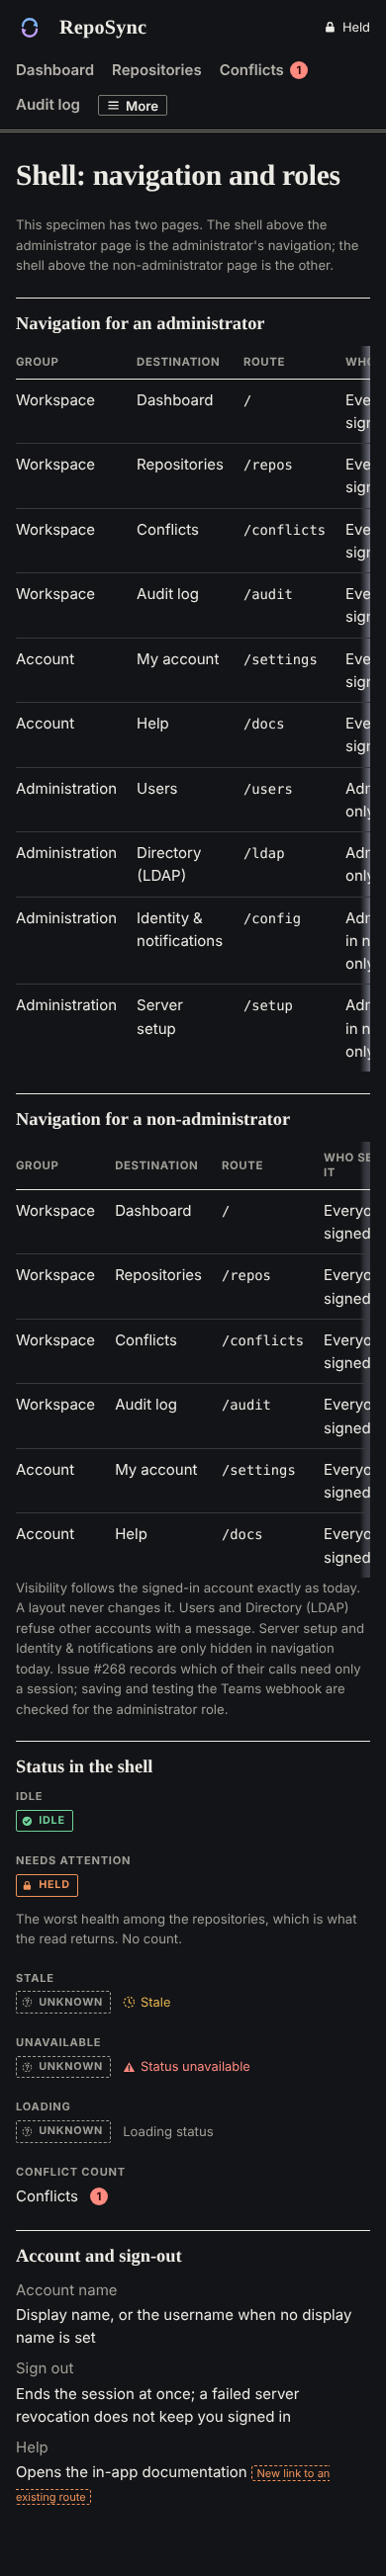 RepoSync
Held
Dashboard Repositories Conflicts 1
Audit log More
Shell: navigation and roles
This specimen has two pages. The shell above the
administrator page is the administrator's navigation; the
shell above the non-administrator page is the other.
Navigation for an administrator
GROUP DESTINATION ROUTE
Workspace Dashboard /
Workspace Repositories /repos
Workspace Conflicts /conflicts
Workspace Audit log /audit
Account My account /settings
Account Help /docs
Administration Users /users
Administration Directory /ldap
(LDAP)
Administration Identity & /config
notifications
Administration Server /setup
setup
Navigation for a non-administrator
GROUP DESTINATION ROUTE WHO
IT
Workspace Dashboard /
signed
Workspace Repositories /repos
signed
Workspace Conflicts /conflicts
signed
Workspace Audit log /audit
signed
Account My account /settings
signed
Account Help /docs
signed
Visibility follows the signed-in account exactly as today.
A layout never changes it. Users and Directory (LDAP)
refuse other accounts with a message. Server setup and
Identity & notifications are only hidden in navigation
today. Issue #268 records which of their calls need only
a session; saving and testing the Teams webhook are
checked for the administrator role.
Status in the shell
IDLE
IDLE
NEEDS ATTENTION
HELD
The worst health among the repositories, which is what
the read returns. No count.
STALE
UNKNOWN Stale
UNAVAILABLE
UNKNOWN Status unavailable
LOADING
UNKNOWN Loading status
CONFLICT COUNT
Conflicts 1
Account and sign-out
Account name
Display name, or the username when no display
name is set
Sign out
Ends the session at once; a failed server
revocation does not keep you signed in
Help
Opens the in-app documentation New link to an
existing route